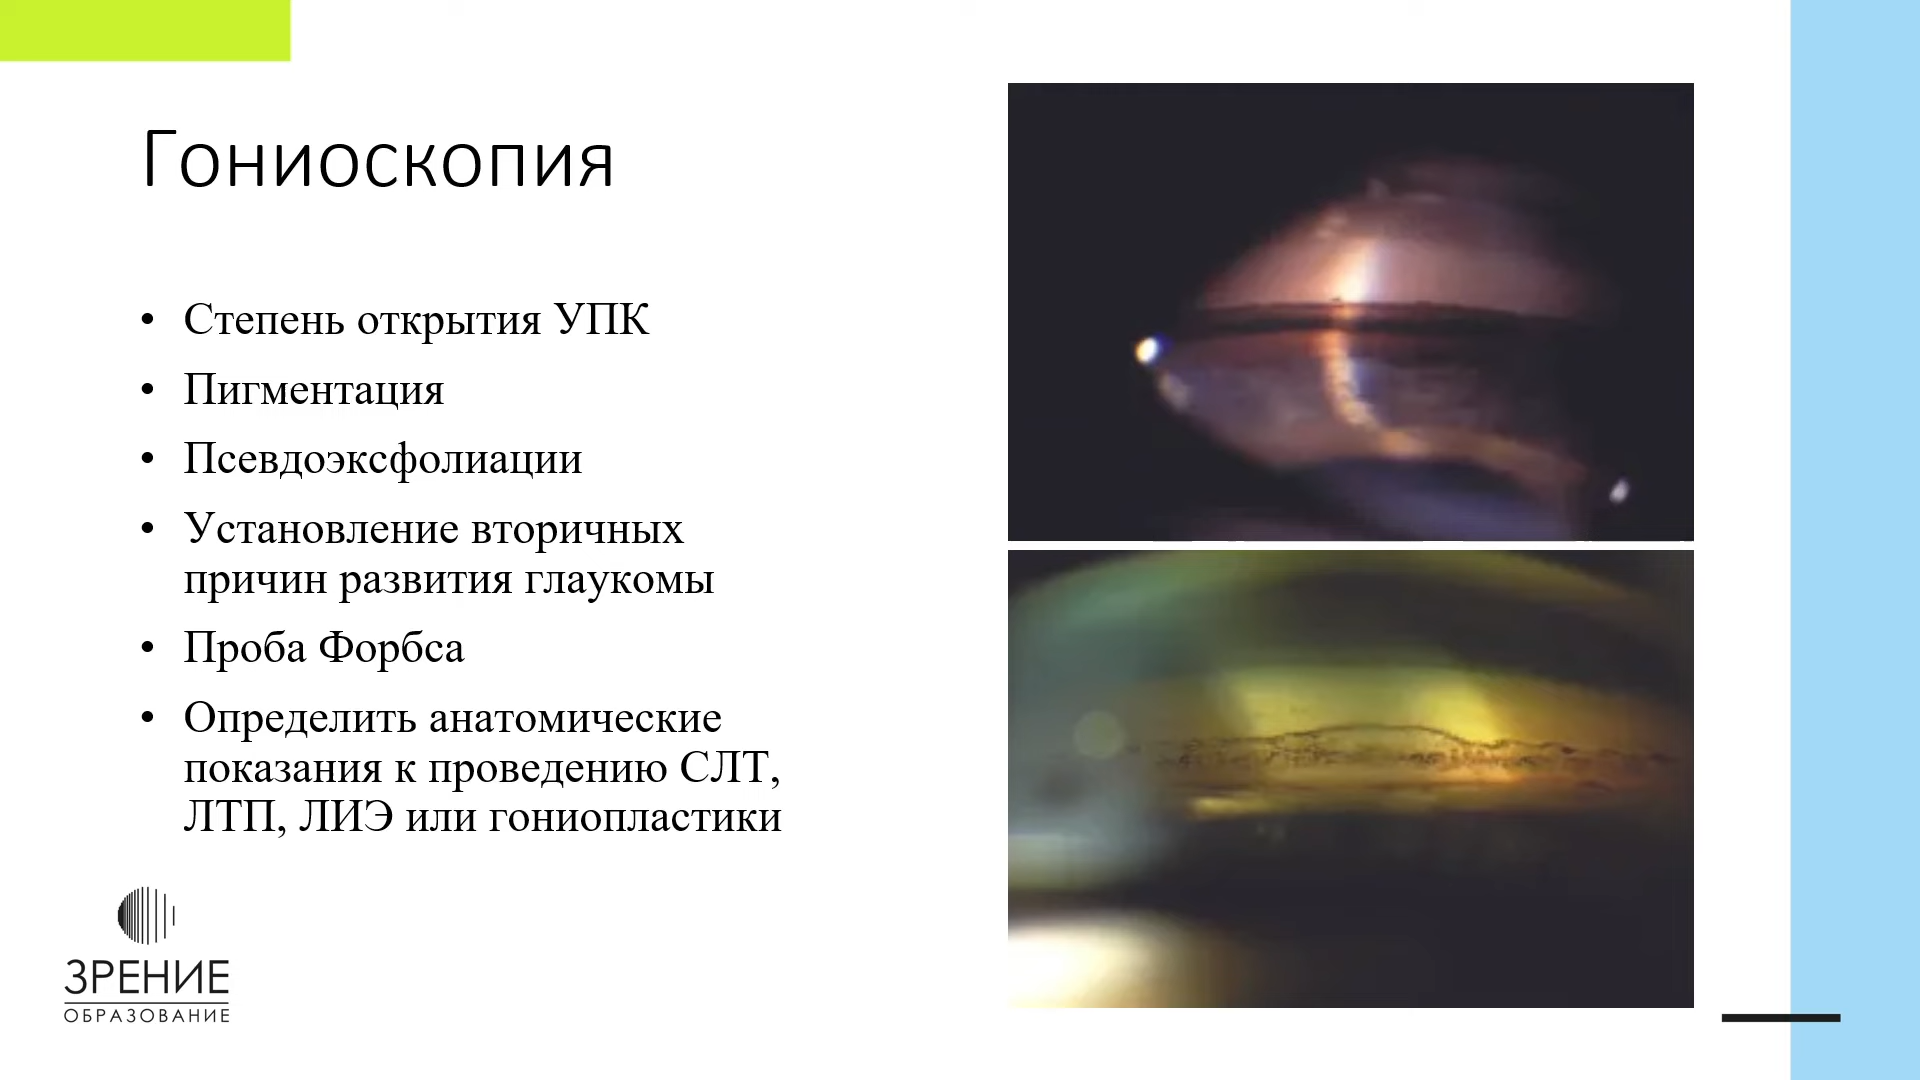 Гониоскопия
• Степень открытия УПК
• Пигментация
• Псевдоэксфолиации
• Установление вторичных
причин развития глаукомы
• Проба Форбса
• Определить анатомические
показания к проведению СЛТ,
ЛТП, ЛИЭ или гониопластики
ЗРЕНИЕ
ОБРАЗОВАНИЕ